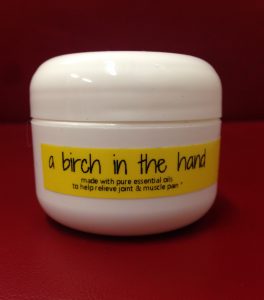 a birch in the hand
made with pure essential oils
to help relieve joint & muscle pain